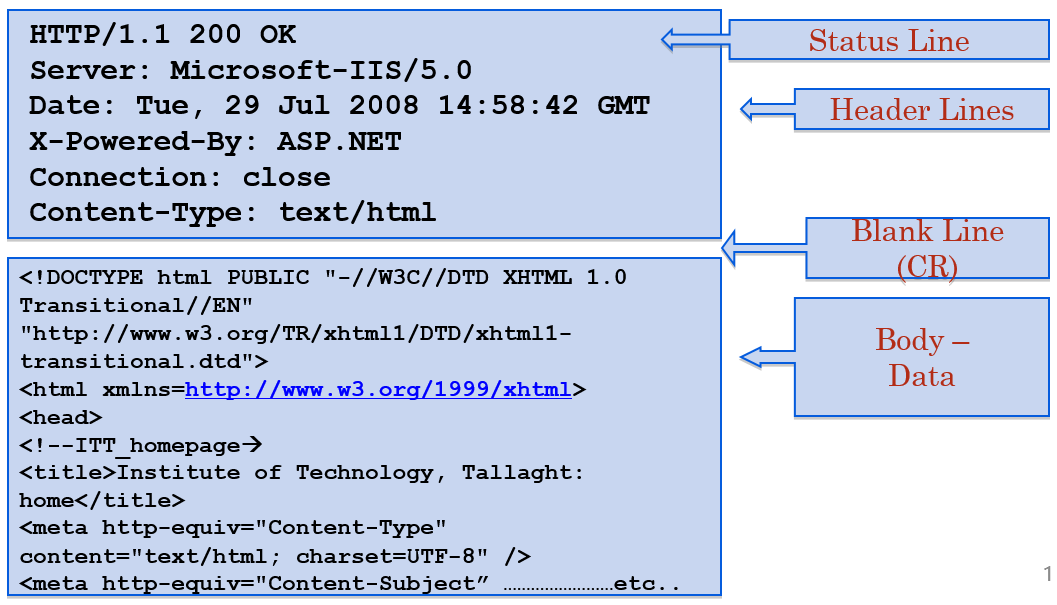 HTTP/1.1 200 OK
Status Line
Server: Microsoft-IIS/5.0
Date: Tue, 29 Jul 2008 14:58:42 GMT
Header Lines
X-Powered-By: ASP.NET
Connection: close
Content-Type: text/html
Blank Line
(CR)
<!DOCTYPE html PUBLIC "-//W3C//DTD XHTML 1.0
Transitional//EN"
"http://www.w3.org/TR/xhtml1/DTD/xhtml1-
transitional.dtd">
<html xmlns=http://www.w3.org/1999/xhtml>
<head>
<!--ITT_homepage→
<title>Institute of Technology, Tallaght:
home</title>
<meta http-equiv="Content-Type"
content="text/html; charset=UTF-8" />
<meta http-equiv="Content-Subject” ……………………etc..
Body –
Data
1